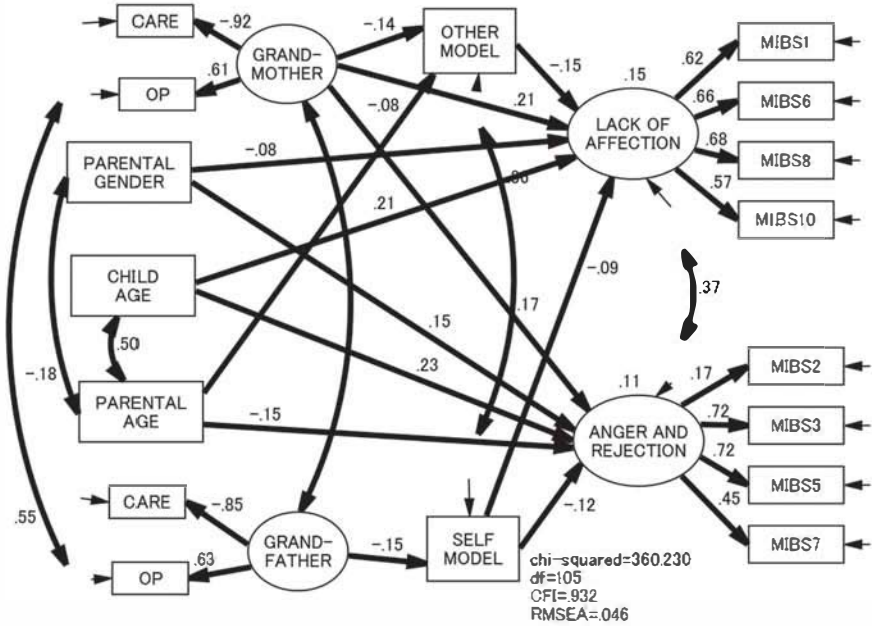 CARE
-.92
-.14
OTHER
MODEL
MIBS1
GRAND-
MOTHER
.62
.15
-.15
.61
OP
-.08
.21
.66
MIBS6
LACK OF
AFFECTION
PARENTAL
GENDER
-.08
.68
MIBS8
.57
.21
MIBS10
CHILD
AGE
-.09
.37
.17
.15
.50
.23
-.18
.11
.17
MIBS2
PARENTAL
AGE
-.15
.72
MIBS3
ANGER AND
REJECTION
.72
MIBS5
CARE
-.85
.45
-.12
.55
GRAND-
FATHER
-.15
SELF
MODEL
MIBS7
OP
.63
chi-squared=360.230
df=105
CFI=.932
RMSEA=.046